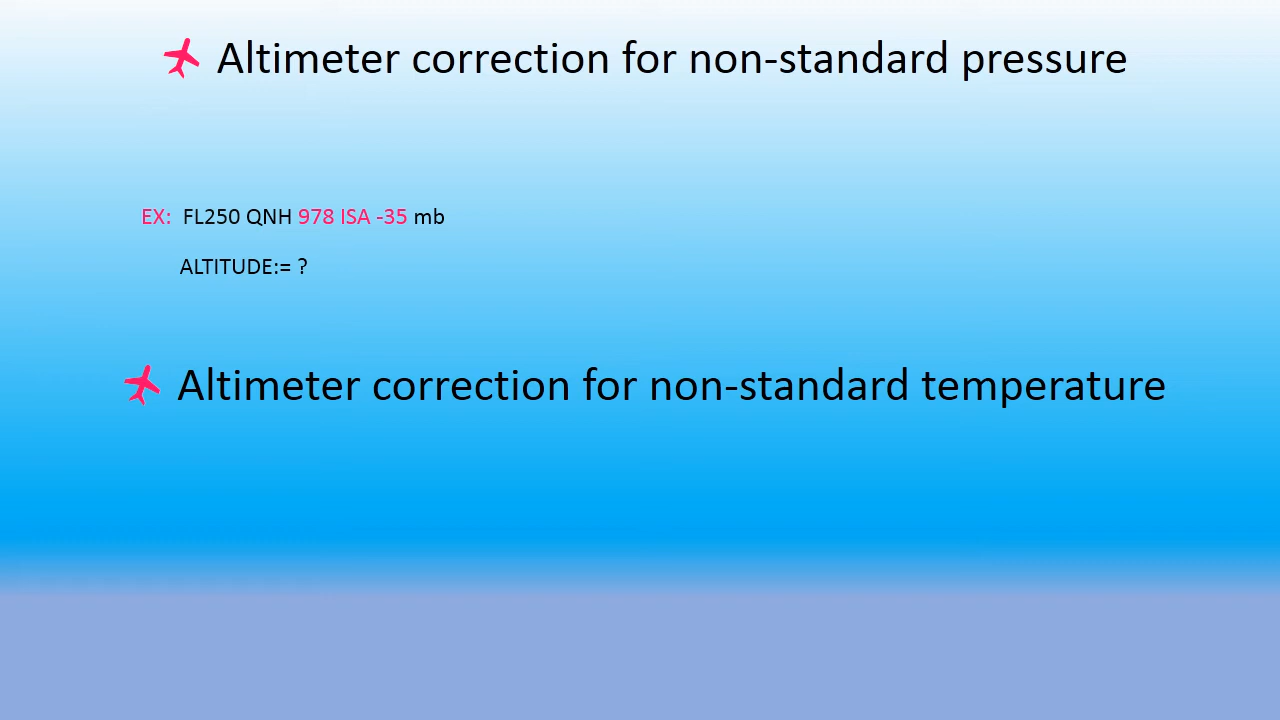 Altimeter correction for non-standard pressure
EX: FL250 QNH 978 ISA -35 mb
ALTITUDE:= ?
Altimeter correction for non-standard temperature